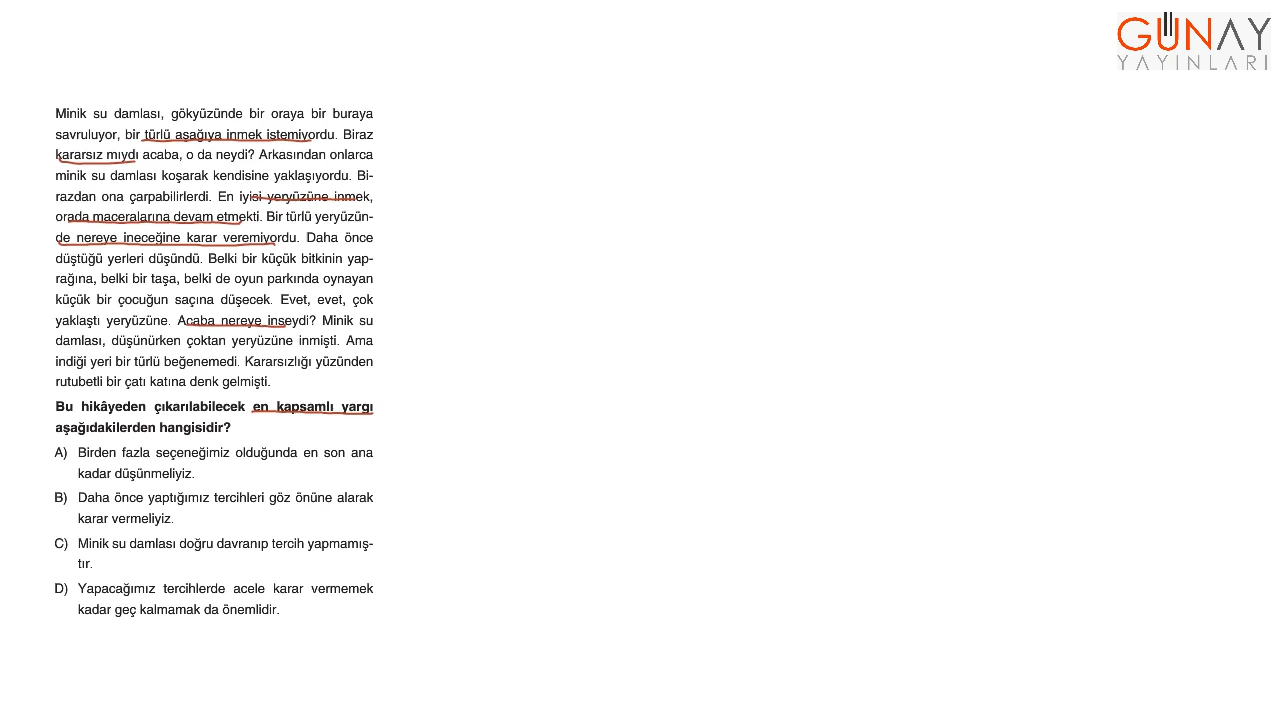 GÜNAY
YAYINLARI
Minik su damlası, gökyüzünde bir oraya bir buraya
savruluyor, bir türlü aşağıya inmek istemiyordu. Biraz
kararsız mıydı acaba, o da neydi? Arkasından onlarca
minik su damlası koşarak kendisine yaklaşıyordu. Bi-
razdan ona çarpabilirlerdi. En iyisi yeryüzüne inmek,
orada maceralarına devam etmekti. Bir türlü yeryüzün-
de nereye ineceğine karar veremiyordu. Daha önce
düştüğü yerleri düşündü. Belki bir küçük bitkinin yap-
rağına, belki bir taşa, belki de oyun parkında oynayan
küçük bir çocuğun saçına düşecek. Evet, evet, çok
yaklaştı yeryüzüne. Acaba nereye inseydi? Minik su
damlası, düşünürken çoktan yeryüzüne inmişti. Ama
indiği yeri bir türlü beğenemedi. Kararsızlığı yüzünden
rutubetli bir çatı katına denk gelmişti.
Bu hikâyeden çıkarılabilecek en kapsamlı yargı
aşağıdakilerden hangisidir?
A) Birden fazla seçeneğimiz olduğunda en son ana
kadar düşünmeliyiz.
B) Daha önce yaptığımız tercihleri göz önüne alarak
karar vermeliyiz.
C) Minik su damlası doğru davranıp tercih yapmamış-
tır.
D) Yapacağımız tercihlerde acele karar vermemek
kadar geç kalmamak da önemlidir.